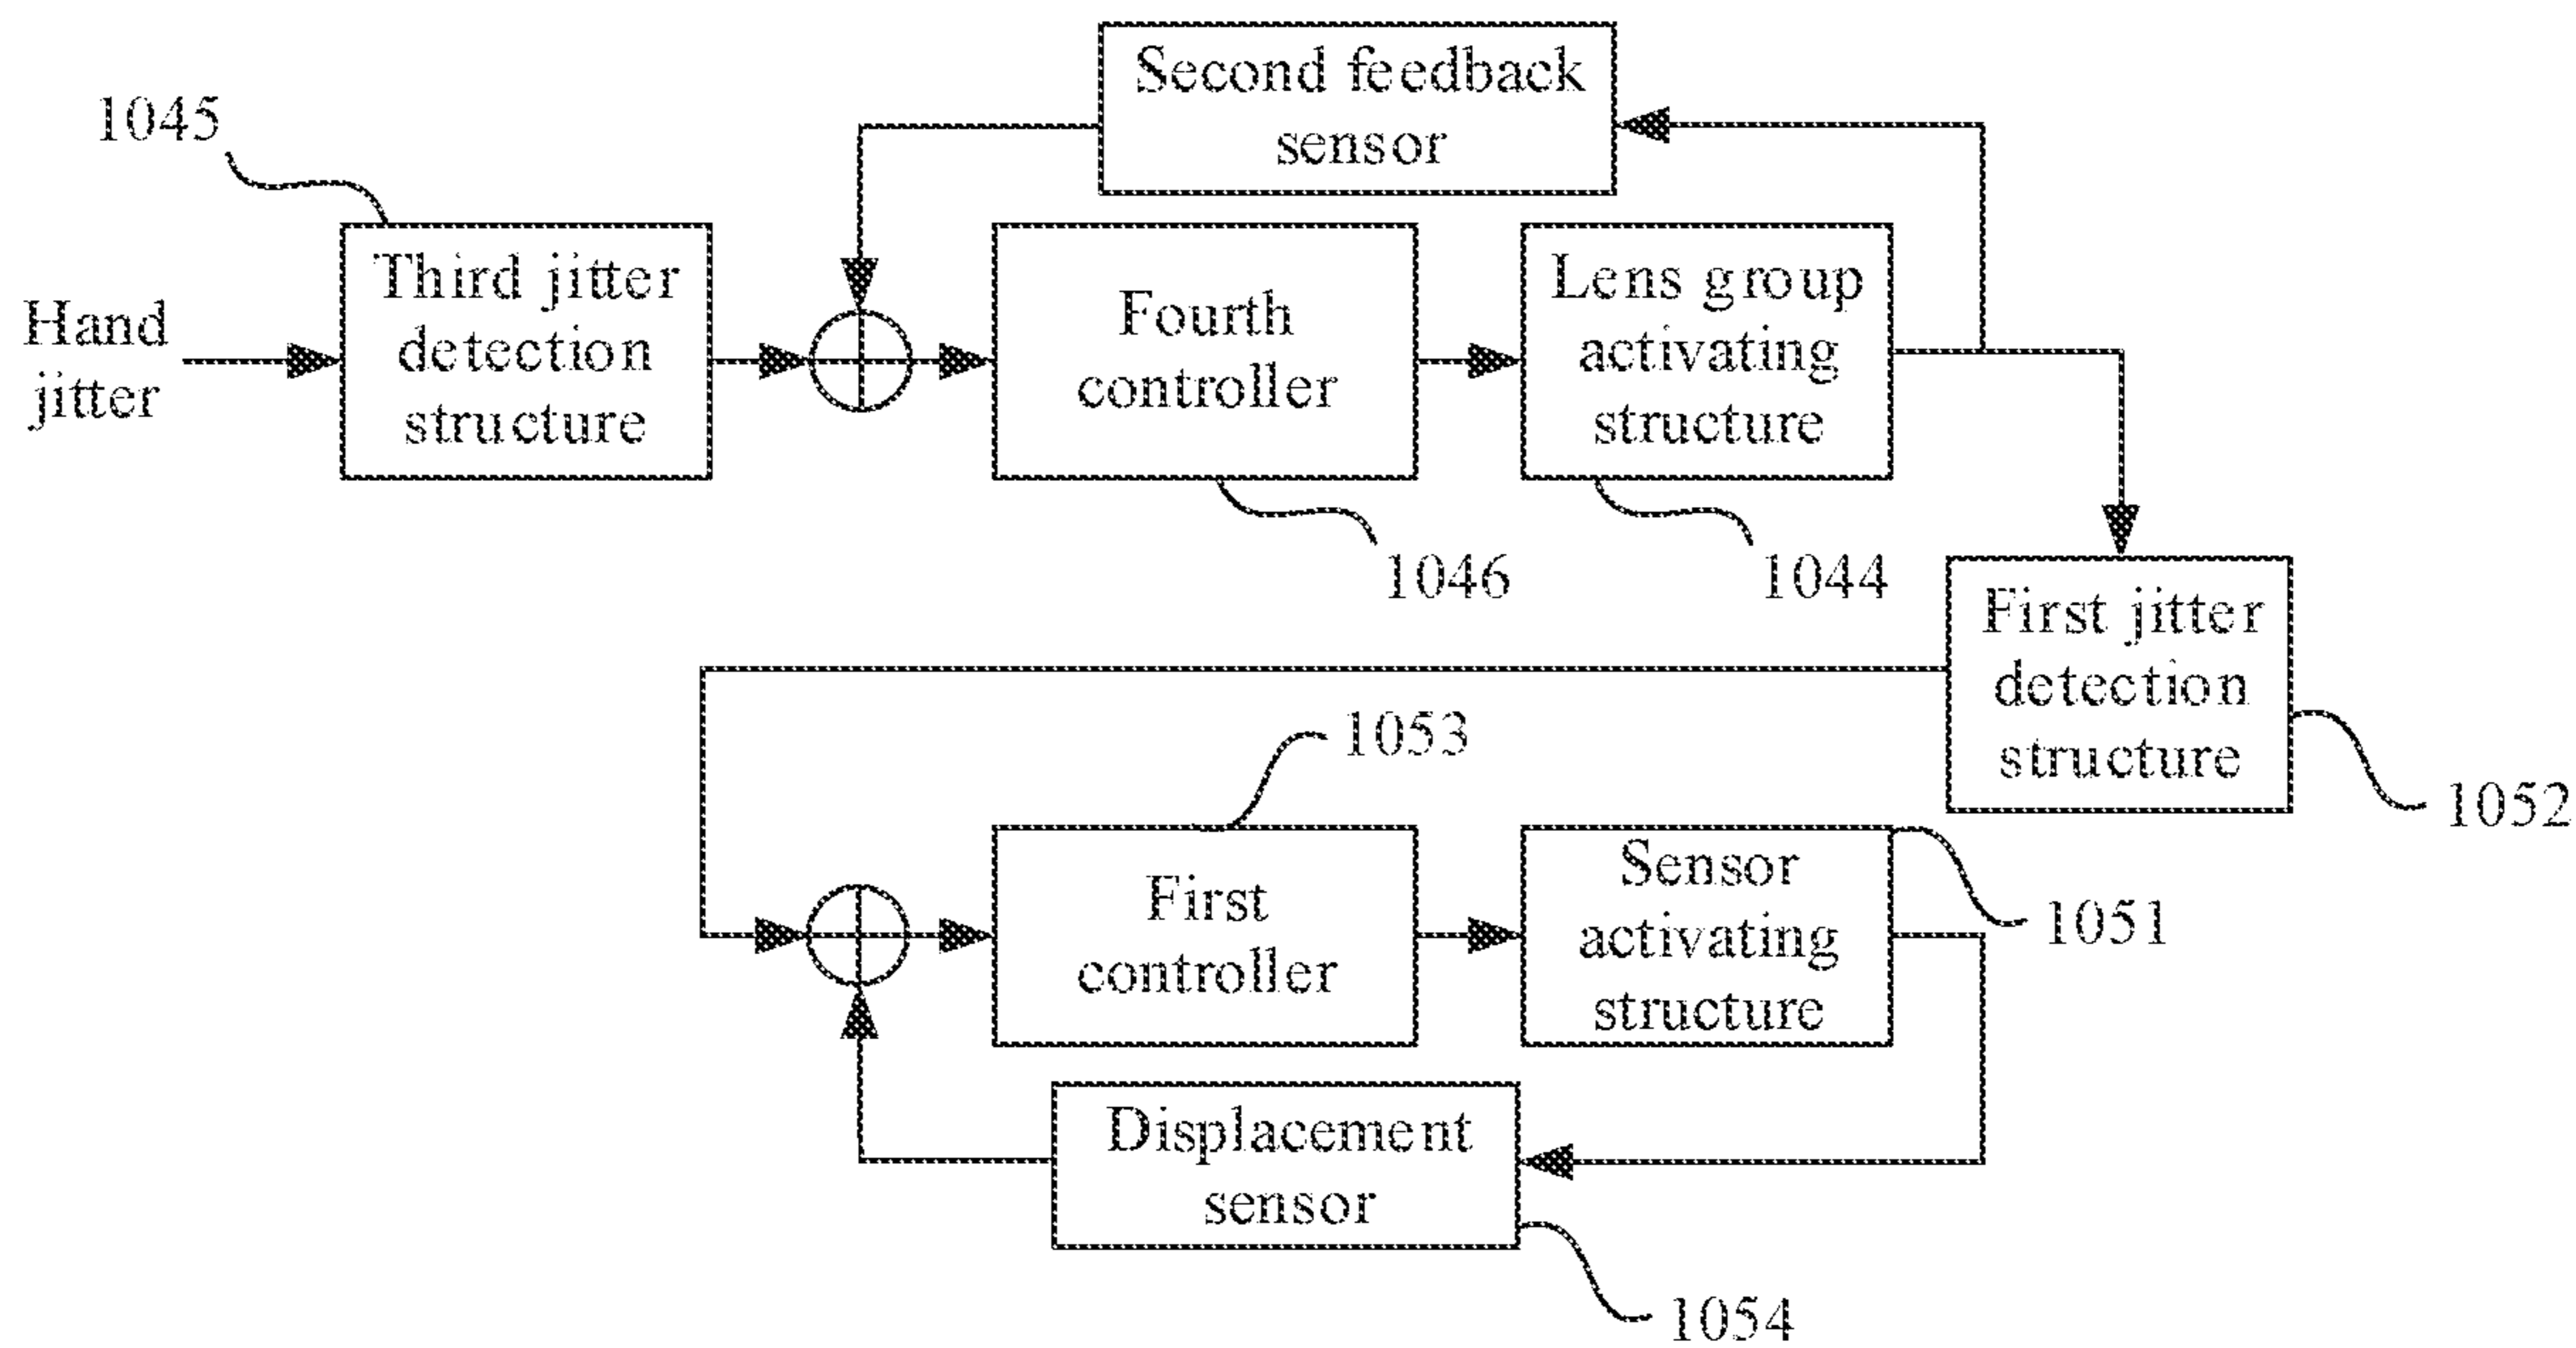 Second feedback
sensor
1045
Hand
jitter
Third jitter
detection
structure
Fourth
controller
Lens group
activating
structure
1046
1044
First jitter
detection
structure
1052
1053
First
controller
Sensor
activating
structure
1051
Displacement
sensor
1054